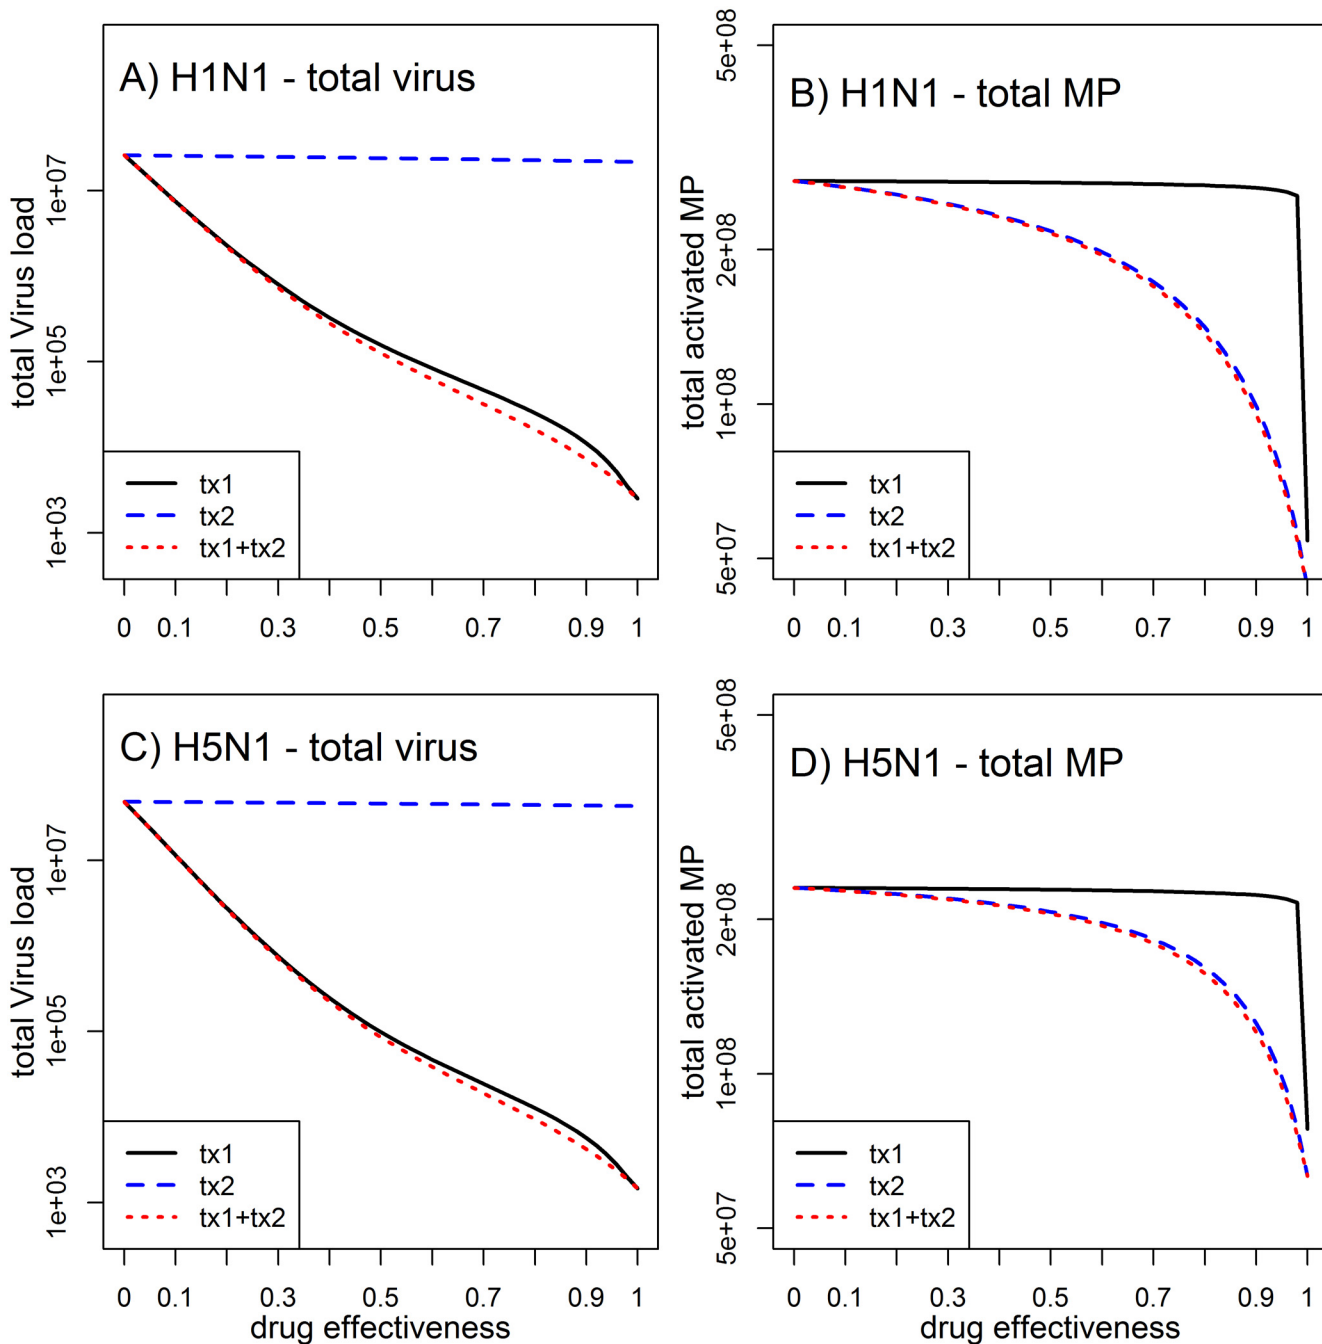 A) H1N1 - total virus
total Virus load
1e+07
1e+05
1e+03
tx1
tx2
tx1+tx2
0 0.1 0.3 0.5 0.7 0.9 1
B) H1N1 - total MP
total activated MP
5e+08
2e+08
1e+08
5e+07
tx1
tx2
tx1+tx2
0 0.1 0.3 0.5 0.7 0.9 1
C) H5N1 - total virus
total Virus load
1e+07
1e+05
1e+03
tx1
tx2
tx1+tx2
0 0.1 0.3 0.5 0.7 0.9 1
drug effectiveness
D) H5N1 - total MP
total activated MP
5e+08
2e+08
1e+08
5e+07
tx1
tx2
tx1+tx2
0 0.1 0.3 0.5 0.7 0.9 1
drug effectiveness